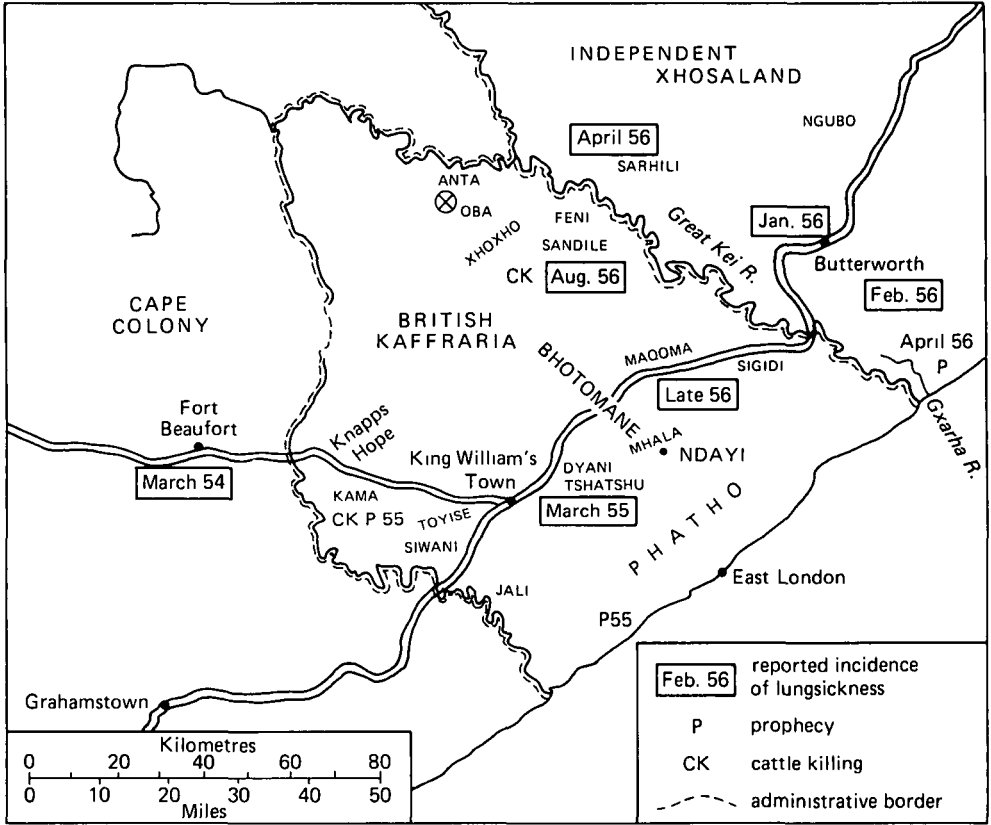 INDEPENDENT
XHOSALAND
NGUBO
April 56
SARHILI
ANTA
OBA
FENI
XHOXHO
SANDILE
CK Aug. 56
Great Kei R.
Jan. 56
Butterworth
Feb. 56
April 56
P
Gxarha R.
CAPE
COLONY
BRITISH
KAFFRARIA
BHOTOMANE
MAQOMA
SIGIDI
Late 56
Fort
Beaufort
March 54
Knapps
Hope
King William's
Town
MHALA
NDAYI
DYANI
TSHATSHU
March 55
KAMA
CK P 55
TOYISE
SIWANI
JALI
PHATHO
East London
P55
Grahamstown
Kilometres
0 20 40 60 80
0 10 20 30 40 50
Miles
Feb. 56 reported incidence
of lungsickness
P prophecy
CK cattle killing
administrative border